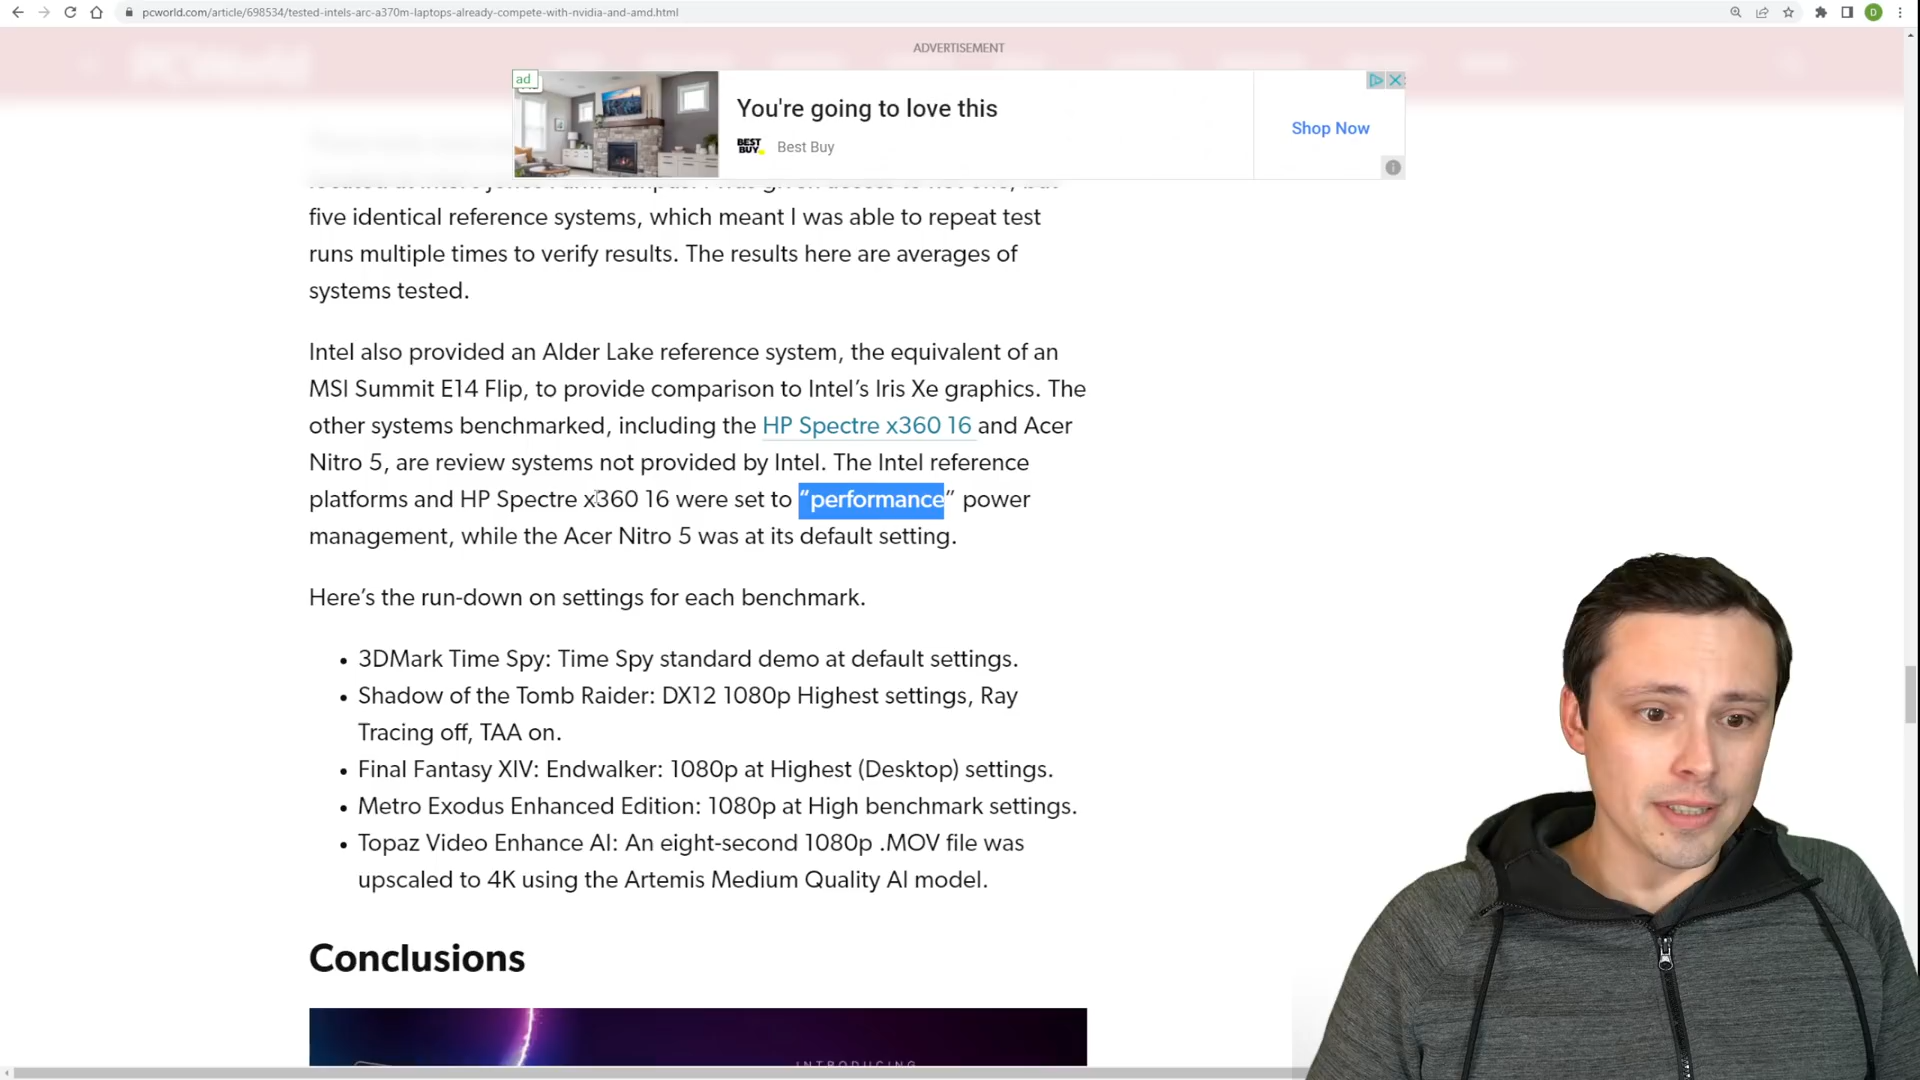 pcworld.com/article/698534/tested-intels-arc-a370m-laptops-already-compete-with-nvidia-and-amd.html
D
PCWorld
ADVERTISEMENT
ad
You're going to love this
BEST BUY
Best Buy
Shop Now
five identical reference systems, which meant I was able to repeat test
runs multiple times to verify results. The results here are averages of
systems tested.
Intel also provided an Alder Lake reference system, the equivalent of an
MSI Summit E14 Flip, to provide comparison to Intel’s Iris Xe graphics. The
other systems benchmarked, including the HP Spectre x360 16 and Acer
Nitro 5, are review systems not provided by Intel. The Intel reference
platforms and HP Spectre x360 16 were set to “performance” power
management, while the Acer Nitro 5 was at its default setting.
Here’s the run-down on settings for each benchmark.
• 3DMark Time Spy: Time Spy standard demo at default settings.
• Shadow of the Tomb Raider: DX12 1080p Highest settings, Ray
Tracing off, TAA on.
• Final Fantasy XIV: Endwalker: 1080p at Highest (Desktop) settings.
• Metro Exodus Enhanced Edition: 1080p at High benchmark settings.
• Topaz Video Enhance AI: An eight-second 1080p .MOV file was
upscaled to 4K using the Artemis Medium Quality AI model.
Conclusions
INTRODUCING